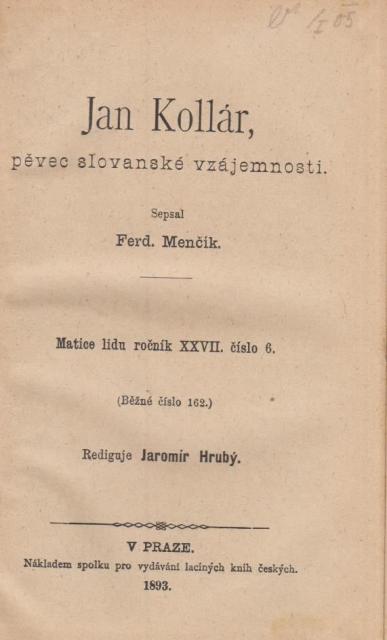 Jan Kollár,
pěvec slovanské vzájemnosti.
Sepsal
Ferd. Menčík.
Matice lidu ročník XXVII. číslo 6.
(Běžné číslo 162.)
Rediguje Jaromír Hrubý.
V PRAZE.
Nákladem spolku pro vydávání laciných knih českých.
1893.